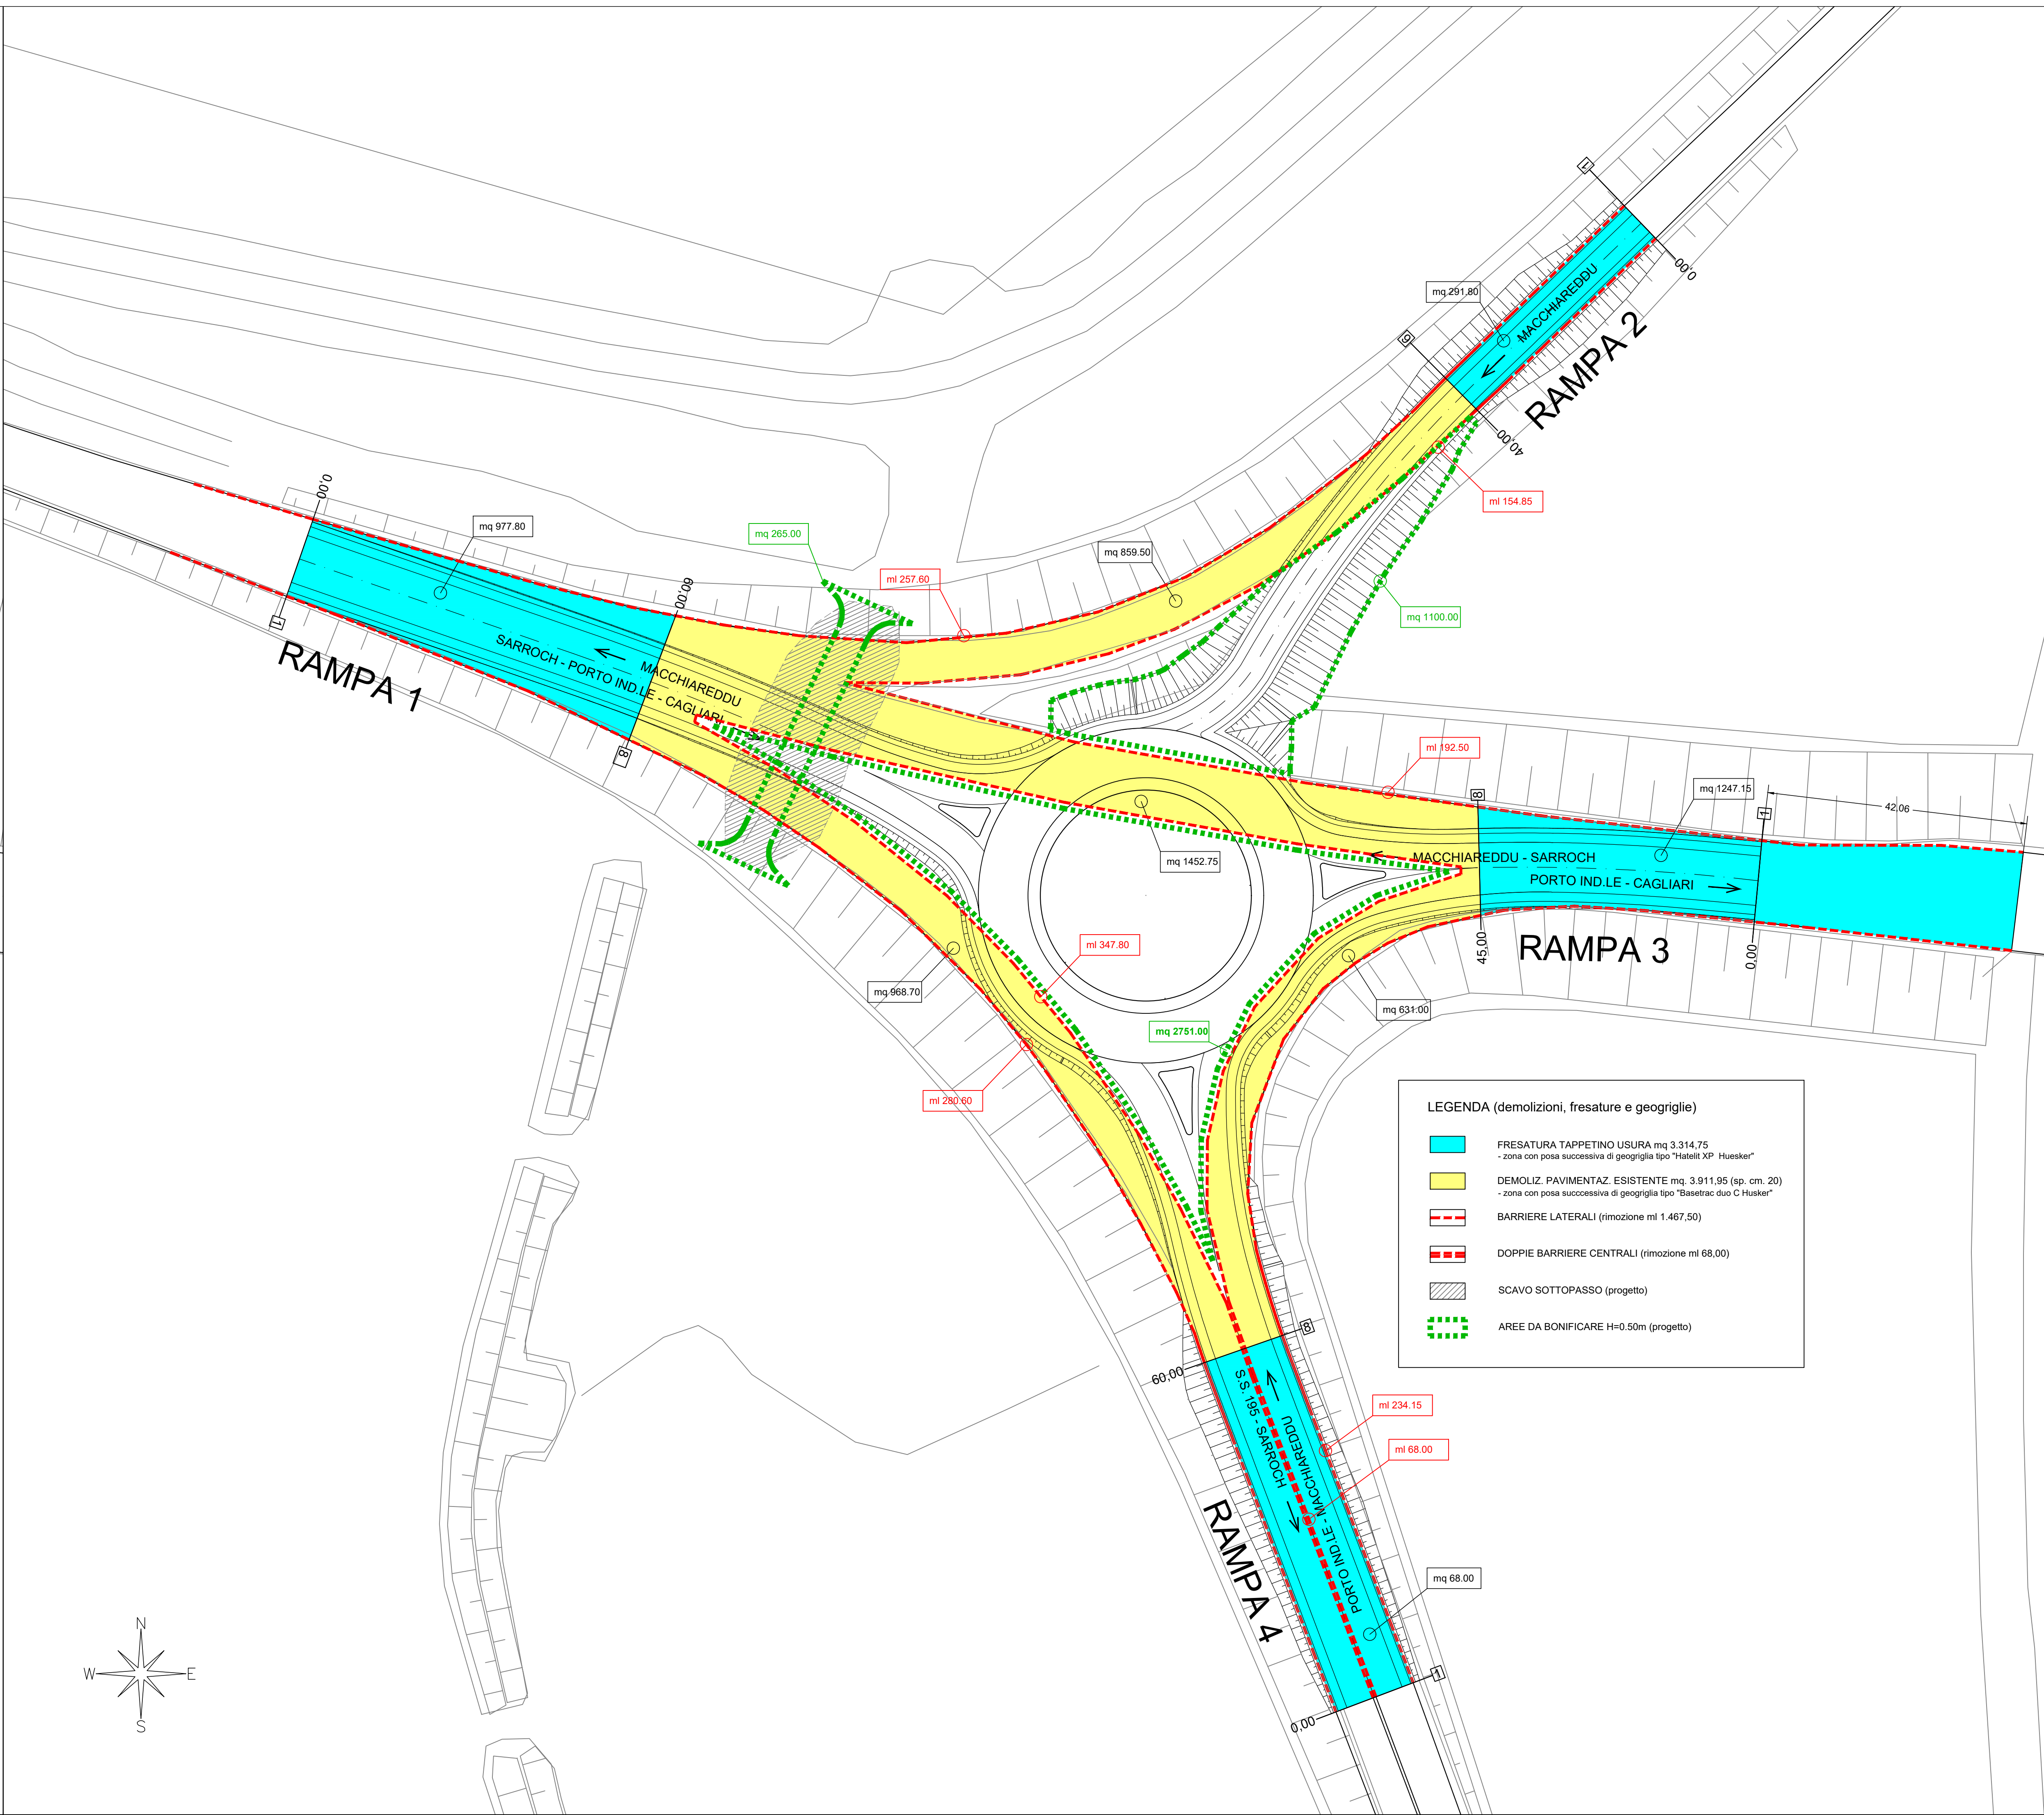 1
0,00
mq 291.80
MACCHIAREDDU
9
RAMPA 2
40,00
0,00
mq 977.80
ml 154.85
mq 265.00
mq 859.50
ml 257.60
60,00
mq 1100.00
11
RAMPA 1
SARROCH - PORTO IND.LE - CAGLIARI
MACCHIAREDDU
8
ml 192.50
8
mq 1247.15
1
42.06
mq 1452.75
MACCHIAREDDU - SARROCH
PORTO IND.LE - CAGLIARI
45,00
RAMPA 3
0,00
ml 347.80
mq 968.70
mq 631.00
mq 2751.00
ml 280.60
LEGENDA (demolizioni, fresature e geogriglie)
FRESATURA TAPPETINO USURA mq 3.314,75
- zona con posa successiva di geogriglia tipo "Hatelit XP Huesker"
DEMOLIZ. PAVIMENTAZ. ESISTENTE mq. 3.911,95 (sp. cm. 20)
- zona con posa succcessiva di geogriglia tipo "Basetrac duo C Husker"
BARRIERE LATERALI (rimozione ml 1.467,50)
DOPPIE BARRIERE CENTRALI (rimozione ml 68,00)
SCAVO SOTTOPASSO (progetto)
AREE DA BONIFICARE H=0.50m (progetto)
8
60,00
S.S. 195 - SARROCH
PORTO IND.LE - MACCHIAREDDU
ml 234.15
ml 68.00
RAMPA 4
mq 68.00
1
0,00
N
W
E
S